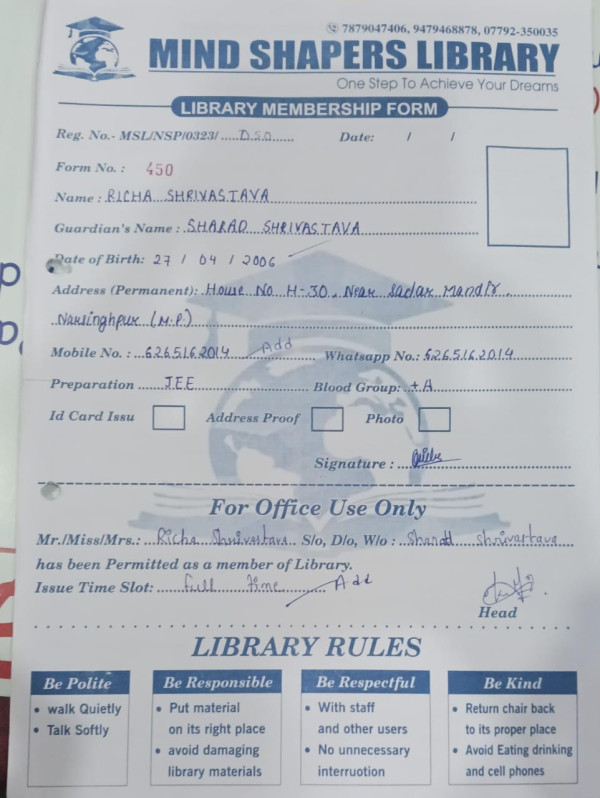 7879047406, 9479468878, 07792-350035
MIND SHAPERS LIBRARY
One Step To Achieve Your Dreams
LIBRARY MEMBERSHIP FORM
Reg. No.- MSL/NSP/0323/ Date: / /
Form No. : 450
Name : RICHA SHRIVASTAVA
Guardian's Name : SHARAD SHRIVASTAVA
Date of Birth: 27 / 04 / 2006
Address (Permanent): House No H-30, Near Sadar Mandir
Narsinghpur (M.P.)
Mobile No. : 6265162014 Add Whatsapp No.: 6265162014
Preparation JEE Blood Group: +A
Id Card Issu Address Proof Photo
Signature :
For Office Use Only
Mr./Miss/Mrs.: Richa Shrivastava S/o, D/o, W/o : Sharad Shrivastava
has been Permitted as a member of Library.
Issue Time Slot: full time Add
Head
LIBRARY RULES
Be Polite
walk Quietly
Talk Softly
Be Responsible
Put material
on its right place
avoid damaging
library materials
Be Respectful
With staff
and other users
No unnecessary
interruotion
Be Kind
Return chair back
to its proper place
Avoid Eating drinking
and cell phones